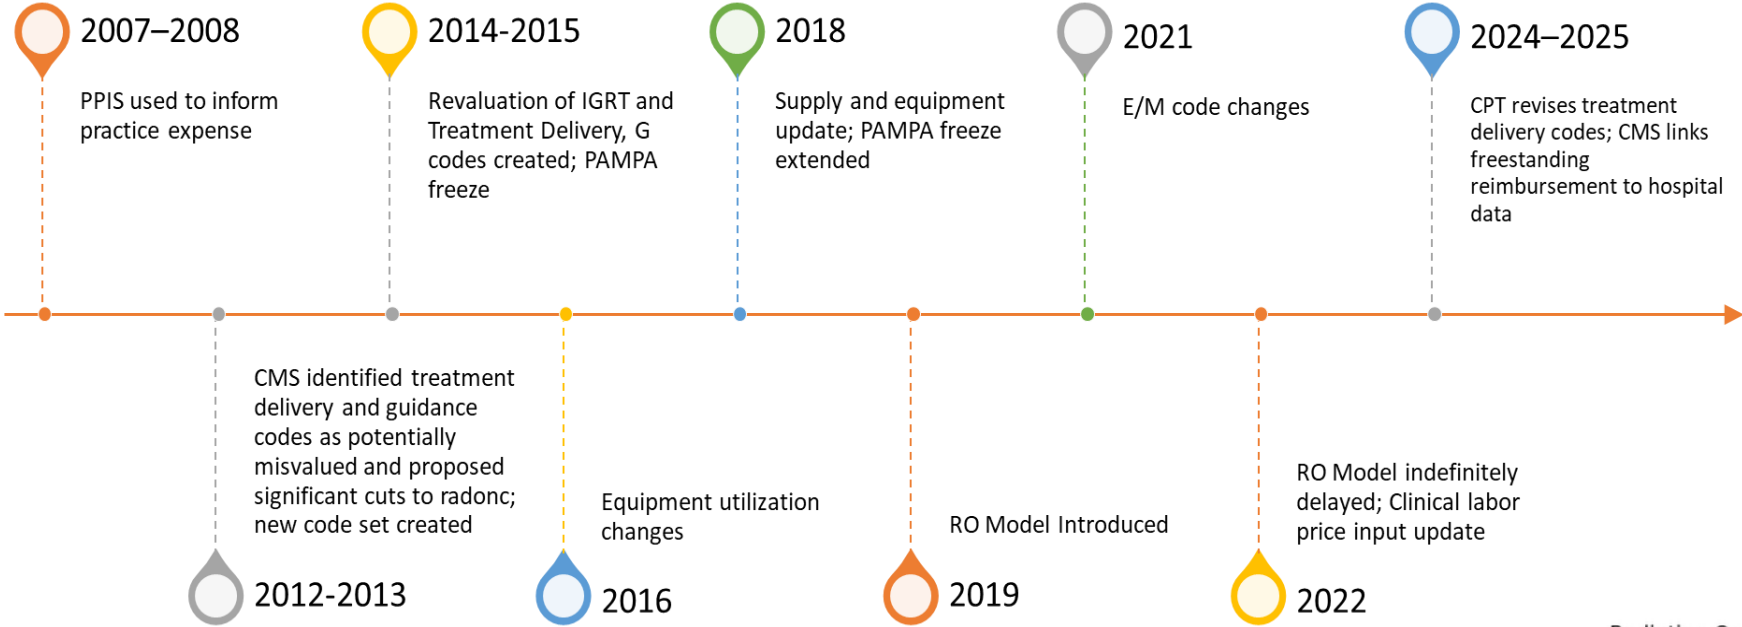 2007–2008
PPIS used to inform
practice expense
2014-2015
Revaluation of IGRT and
Treatment Delivery, G
codes created; PAMPA
freeze
2018
Supply and equipment
update; PAMPA freeze
extended
2021
E/M code changes
2024–2025
CPT revises treatment
delivery codes; CMS links
freestanding
reimbursement to hospital
data
CMS identified treatment
delivery and guidance
codes as potentially
misvalued and proposed
significant cuts to radonc;
new code set created
2012-2013
Equipment utilization
changes
2016
RO Model Introduced
2019
RO Model indefinitely
delayed; Clinical labor
price input update
2022